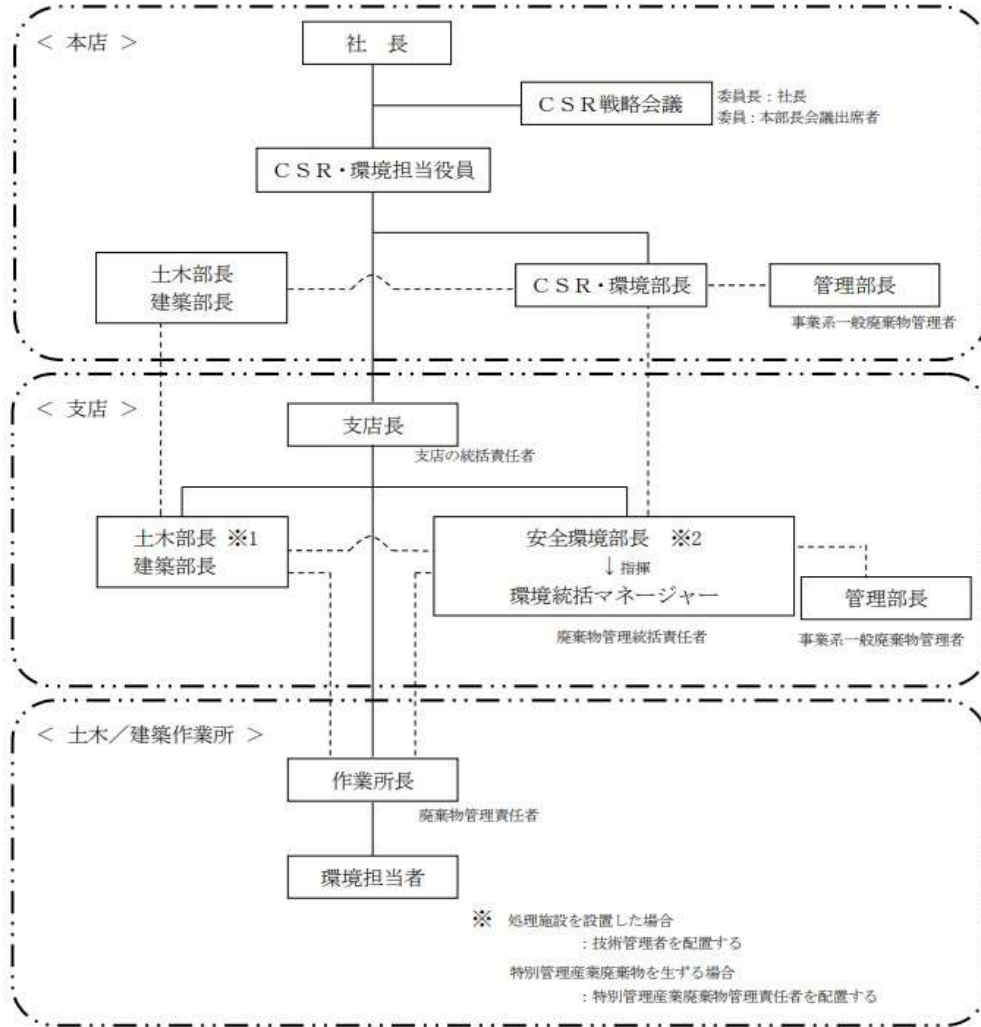 < 本店 >
社　長
ＣＳＲ戦略会議
委員長：社長
委員：本部長会議出席者
ＣＳＲ・環境担当役員
土木部長
建築部長
ＣＳＲ・環境部長
管理部長
事業系一般廃棄物管理者
< 支店 >
支店長
支店の統括責任者
土木部長 ※1
建築部長
安全環境部長　※2
↓ 指揮
環境統括マネージャー
廃棄物管理統括責任者
管理部長
事業系一般廃棄物管理者
< 土木／建築作業所 >
作業所長
廃棄物管理責任者
環境担当者
※ 処理施設を設置した場合
：技術管理者を配置する
特別管理産業廃棄物を生ずる場合
：特別管理産業廃棄物管理責任者を配置する